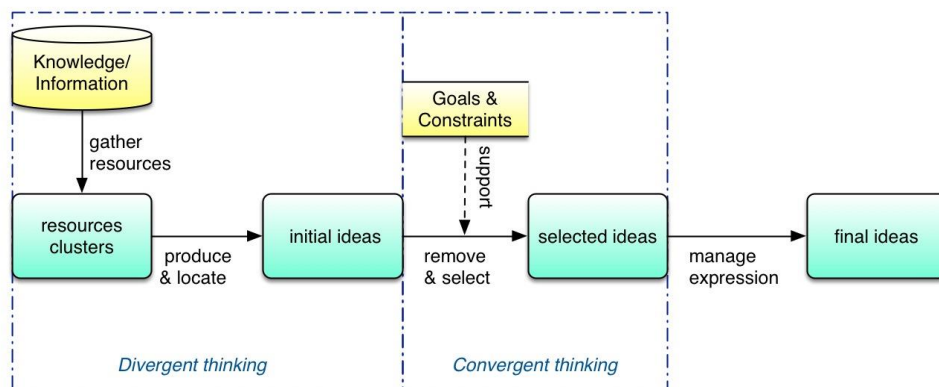 Knowledge/
Information
gather
resources
Goals &
Constraints
support
resources
clusters
produce
& locate
initial ideas
remove
& select
selected ideas
manage
expression
final ideas
Divergent thinking
Convergent thinking